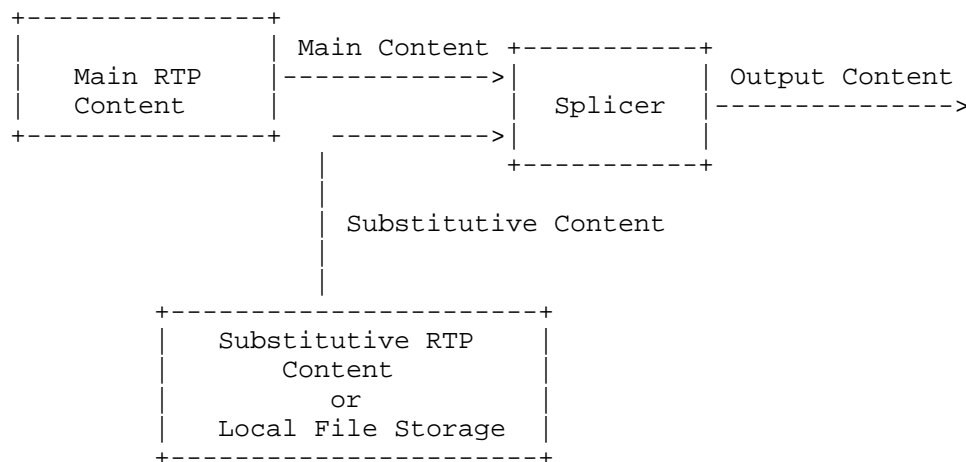 Main Content
Main RTP
Output Content
Content
Splicer
Substitutive Content
Substitutive RTP
Content
or
Local File Storage